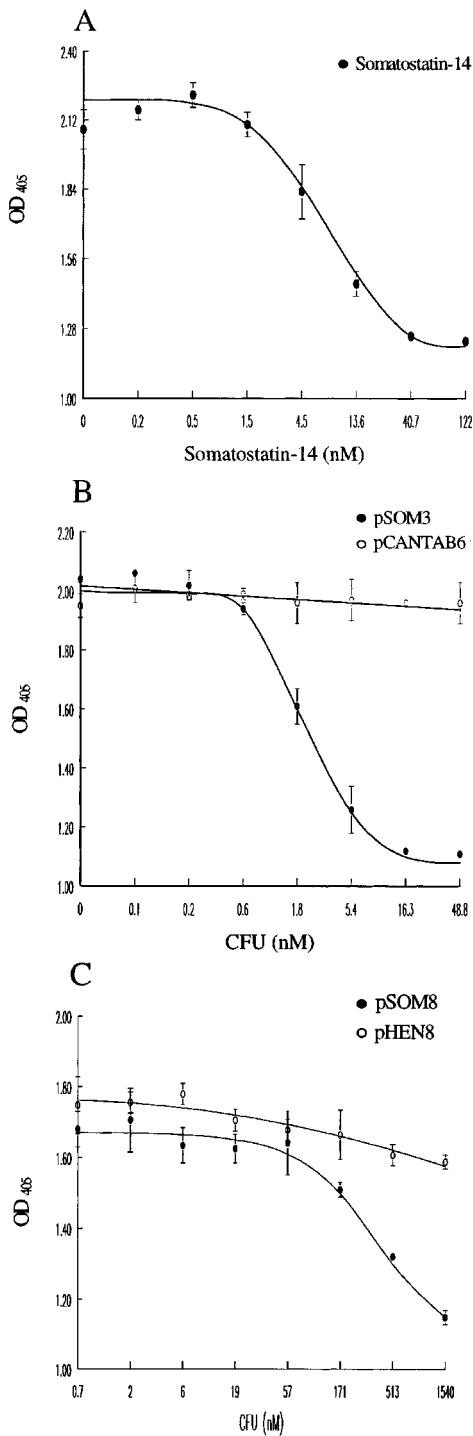 A
Somatostatin-14
2.40
2.12
1.84
1.56
1.28
1.00
OD 405
0 0.2 0.5 1.5 4.5 13.6 40.7 122
Somatostatin-14 (nM)
B
pSOM3
pCANTAB6
2.20
2.00
1.80
1.60
1.40
1.20
1.00
OD 405
0 0.1 0.2 0.6 1.8 5.4 16.3 48.8
CFU (nM)
C
pSOM8
pHEN8
2.00
1.80
1.60
1.40
1.20
1.00
OD 405
0.7 2 6 19 57 171 513 1540
CFU (nM)